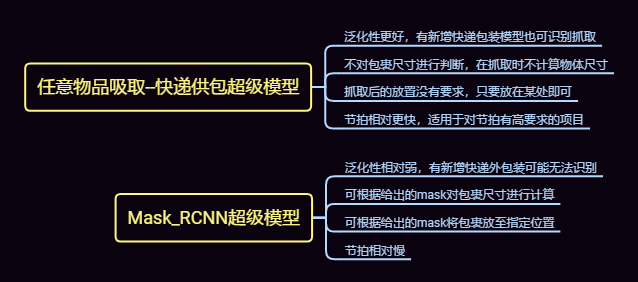 任意物品吸取--快递供包超级模型
泛化性更好，有新增快递包装模型也可识别抓取
不对包裹尺寸进行判断，在抓取时不计算物体尺寸
抓取后的放置没有要求，只要放在某处即可
节拍相对更快，适用于对节拍有高要求的项目
Mask_RCNN超级模型
泛化性相对弱，有新增快递外包装可能无法识别
可根据给出的mask对包裹尺寸进行计算
可根据给出的mask将包裹放至指定位置
节拍相对慢